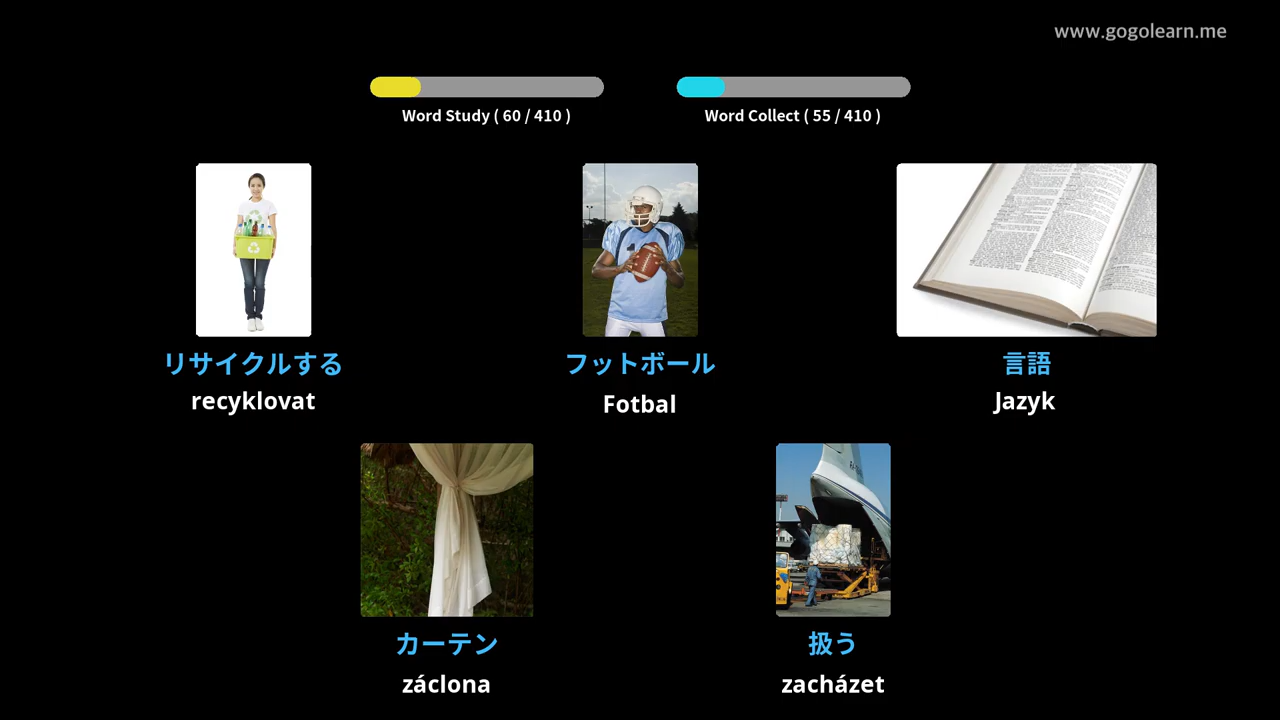 www.gogolearn.me
Word Study ( 60 / 410 )
Word Collect ( 55 / 410 )
リサイクルする
recyklovat
フットボール
Fotbal
言語
Jazyk
カーテン
záclona
扱う
zacházet